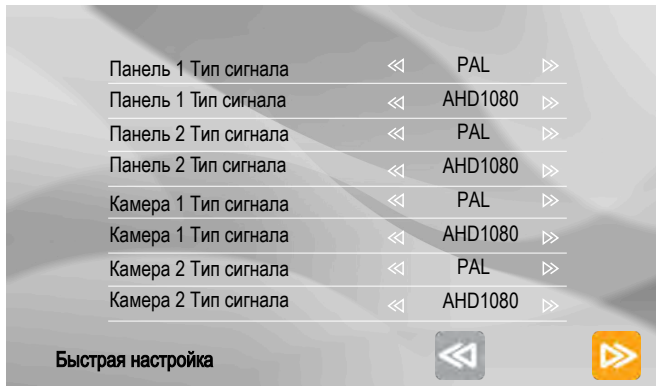 Панель 1 Тип сигнала PAL
Панель 1 Тип сигнала AHD1080
Панель 2 Тип сигнала PAL
Панель 2 Тип сигнала AHD1080
Камера 1 Тип сигнала PAL
Камера 1 Тип сигнала AHD1080
Камера 2 Тип сигнала PAL
Камера 2 Тип сигнала AHD1080
Быстрая настройка